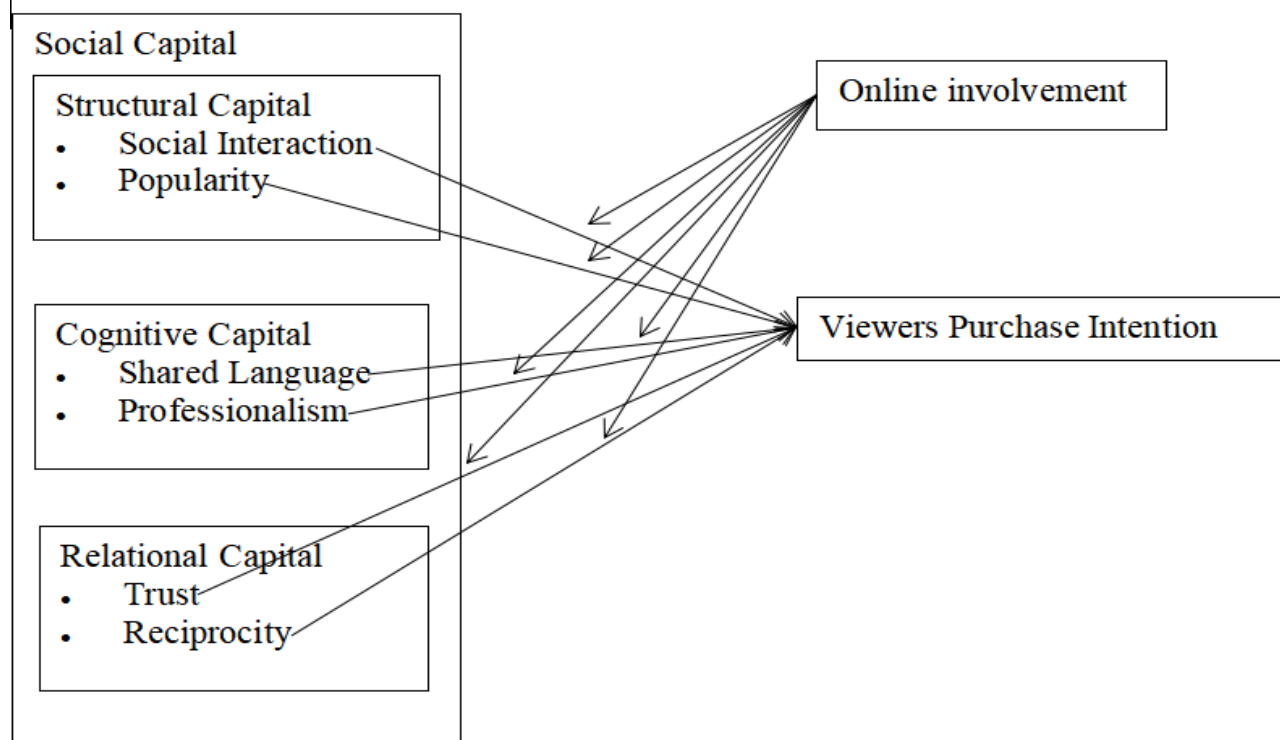 Social Capital
Structural Capital
• Social Interaction
• Popularity
Online involvement
Cognitive Capital
• Shared Language
• Professionalism
Viewers Purchase Intention
Relational Capital
• Trust
• Reciprocity